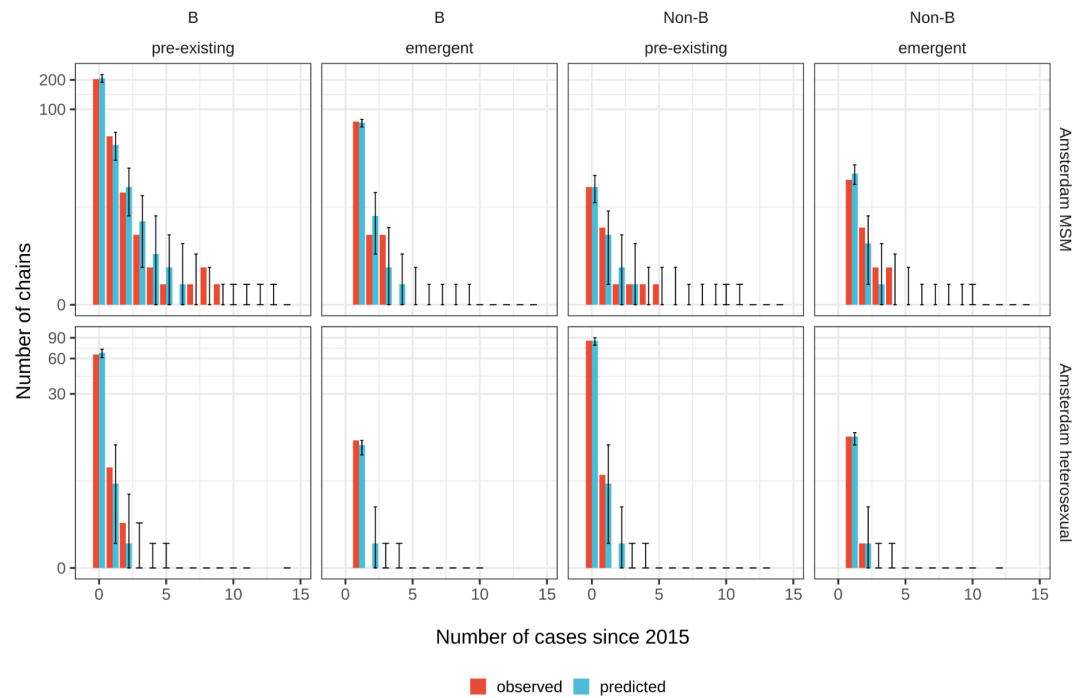 B B Non-B Non-B
pre-existing emergent pre-existing emergent
200
100
0
Amsterdam MSM
90
60
30
0
Amsterdam heterosexual
Number of chains
0 5 10 15 0 5 10 15 0 5 10 15 0 5 10 15
Number of cases since 2015
observed predicted